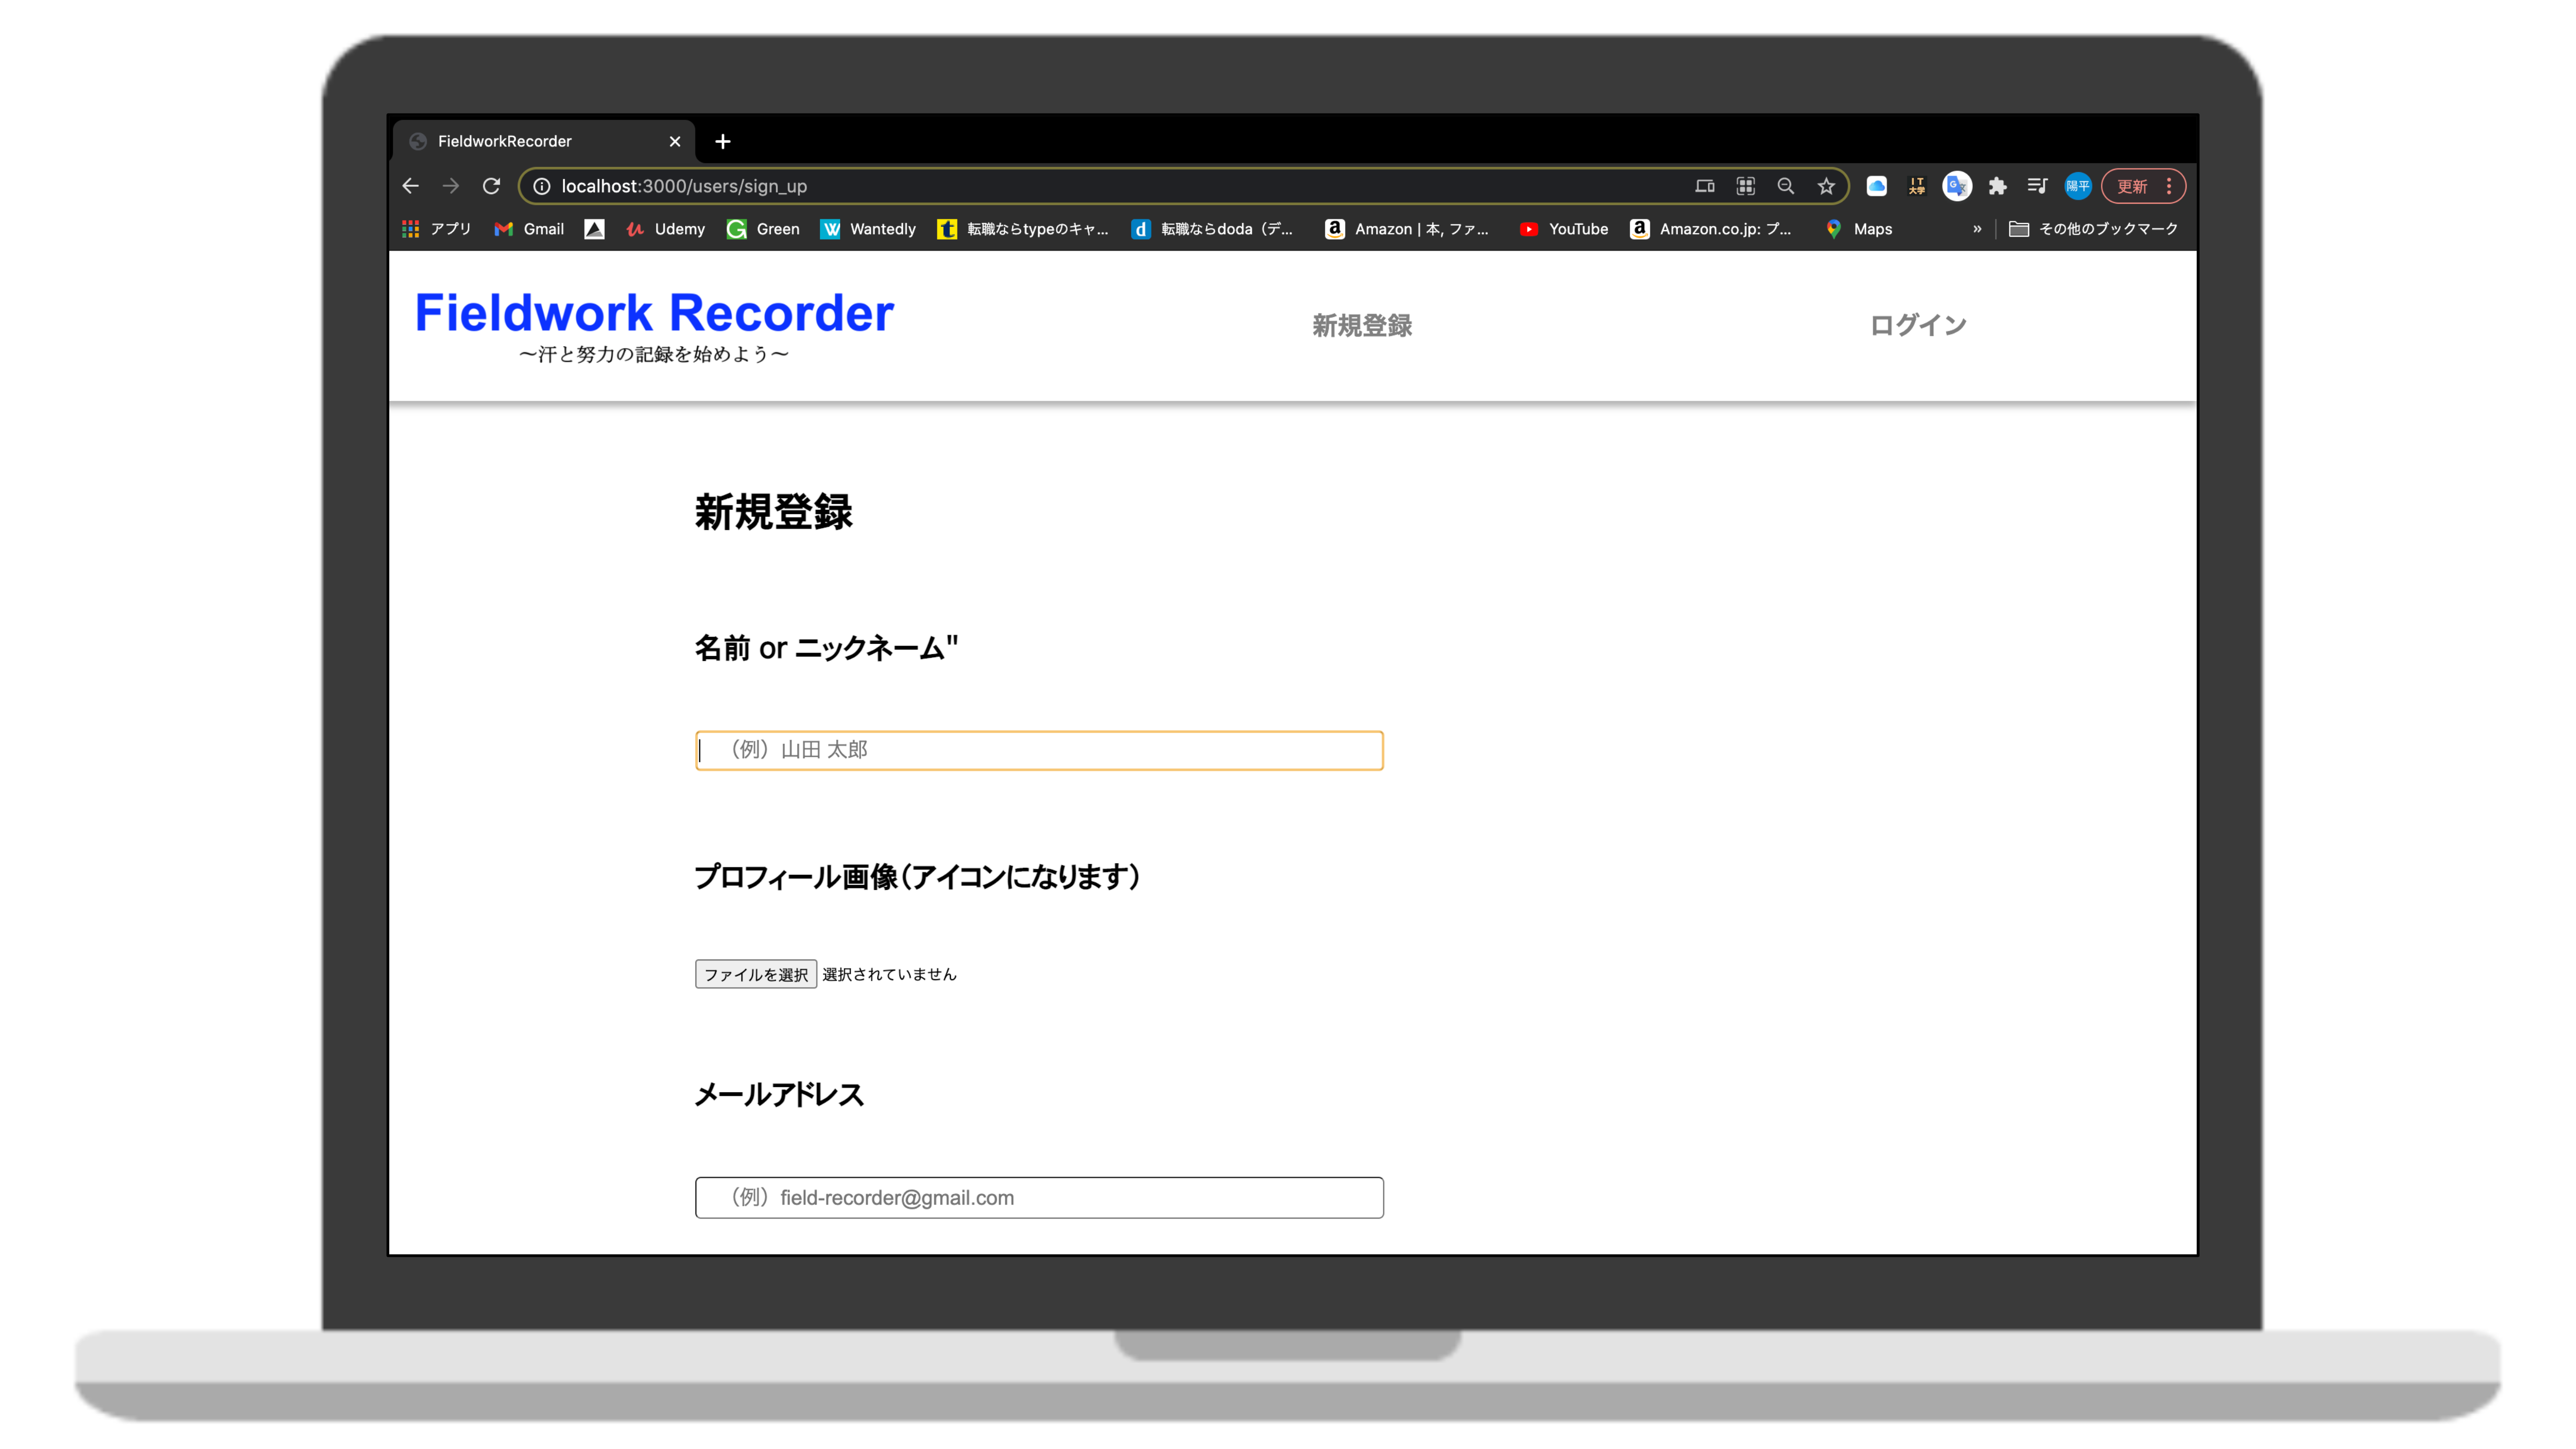 FieldworkRecorder
localhost:3000/users/sign_up
IT
大学
陽平
更新
アプリ Gmail Udemy Green Wantedly 転職ならtypeのキャ... 転職ならdoda（デ... Amazon | 本, ファ... YouTube Amazon.co.jp: プ... Maps » その他のブックマーク
Fieldwork Recorder
〜汗と努力の記録を始めよう〜
新規登録
ログイン
新規登録
名前 or ニックネーム"
（例）山田 太郎
プロフィール画像（アイコンになります）
ファイルを選択 選択されていません
メールアドレス
（例）field-recorder@gmail.com